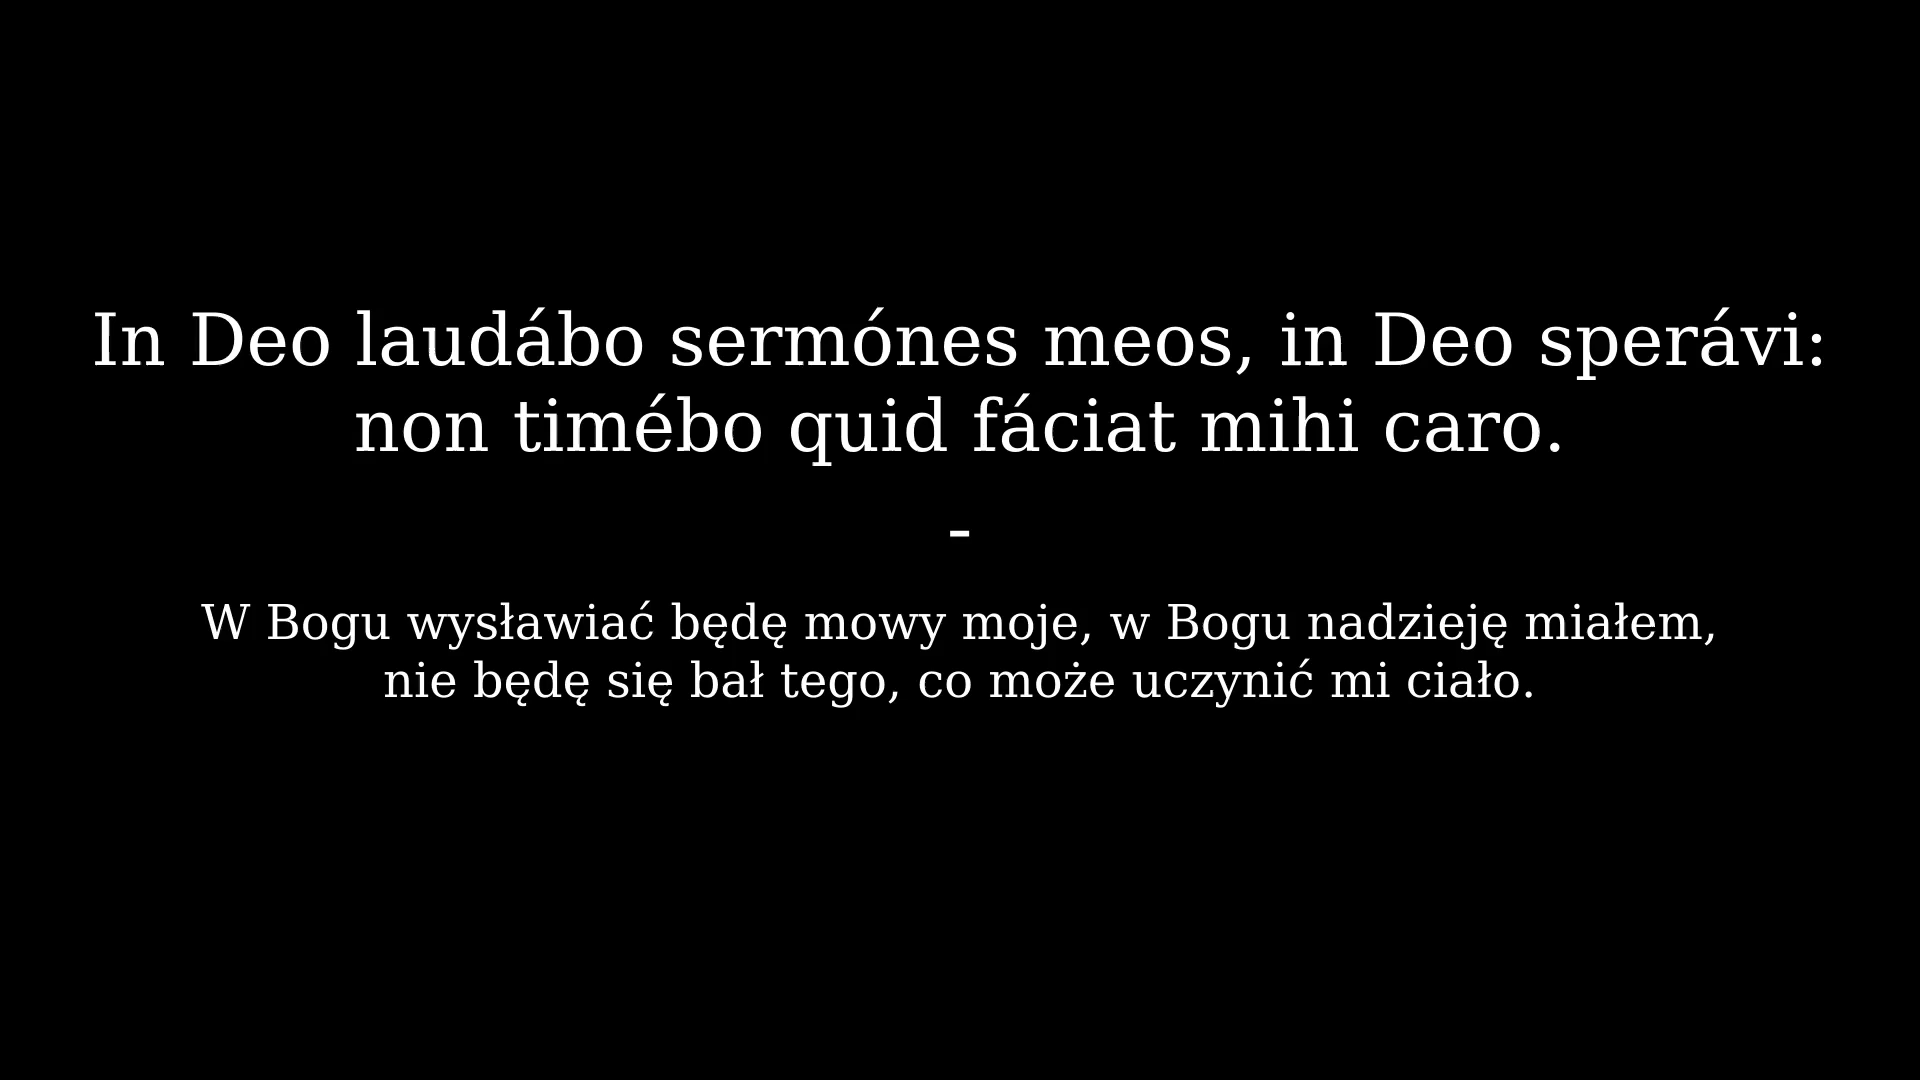 In Deo laudábo sermónes meos, in Deo sperávi:
non timébo quid fáciat mihi caro.
-
W Bogu wysławiać będę mowy moje, w Bogu nadzieję miałem,
nie będę się bał tego, co może uczynić mi ciało.